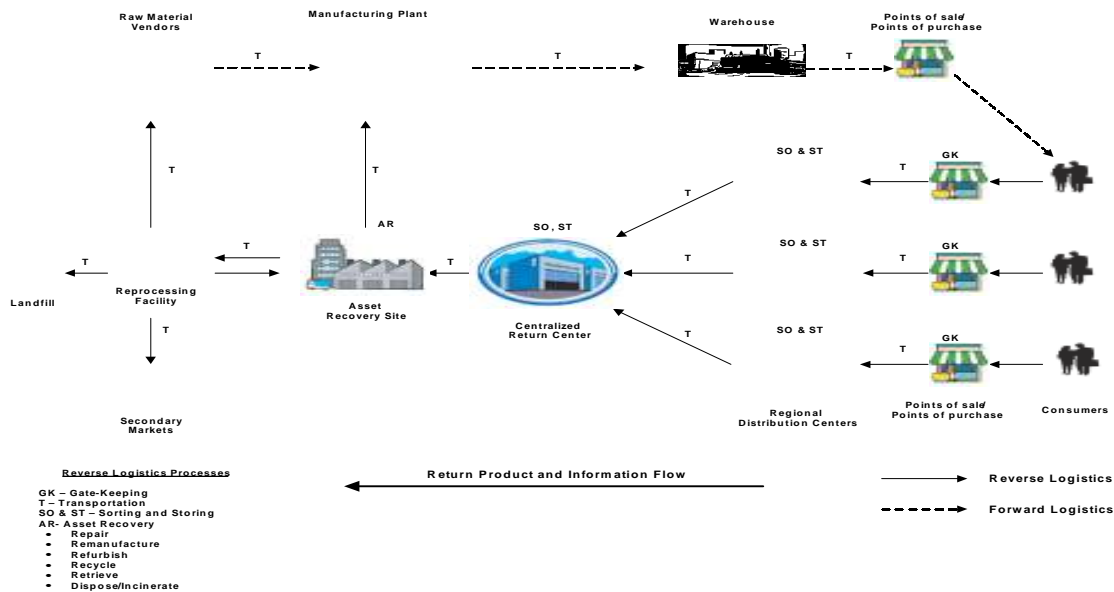 Raw Material
Vendors
Manufacturing Plant
Warehouse
Points of sale/
Points of purchase
T
T
T
T
T
SO & ST
GK
T
T
AR
SO, ST
SO & ST
GK
T
T
T
T
T
Landfill
Reprocessing
Facility
Asset
Recovery Site
Centralized
Return Center
T
SO & ST
GK
T
T
Secondary
Markets
Regional
Distribution Centers
Points of sale/
Points of purchase
Consumers
Reverse Logistics Processes
GK – Gate-Keeping
T – Transportation
SO & ST – Sorting and Storing
AR- Asset Recovery
• Repair
• Remanufacture
• Refurbish
• Recycle
• Retrieve
• Dispose/Incinerate
Return Product and Information Flow
Reverse Logistics
Forward Logistics